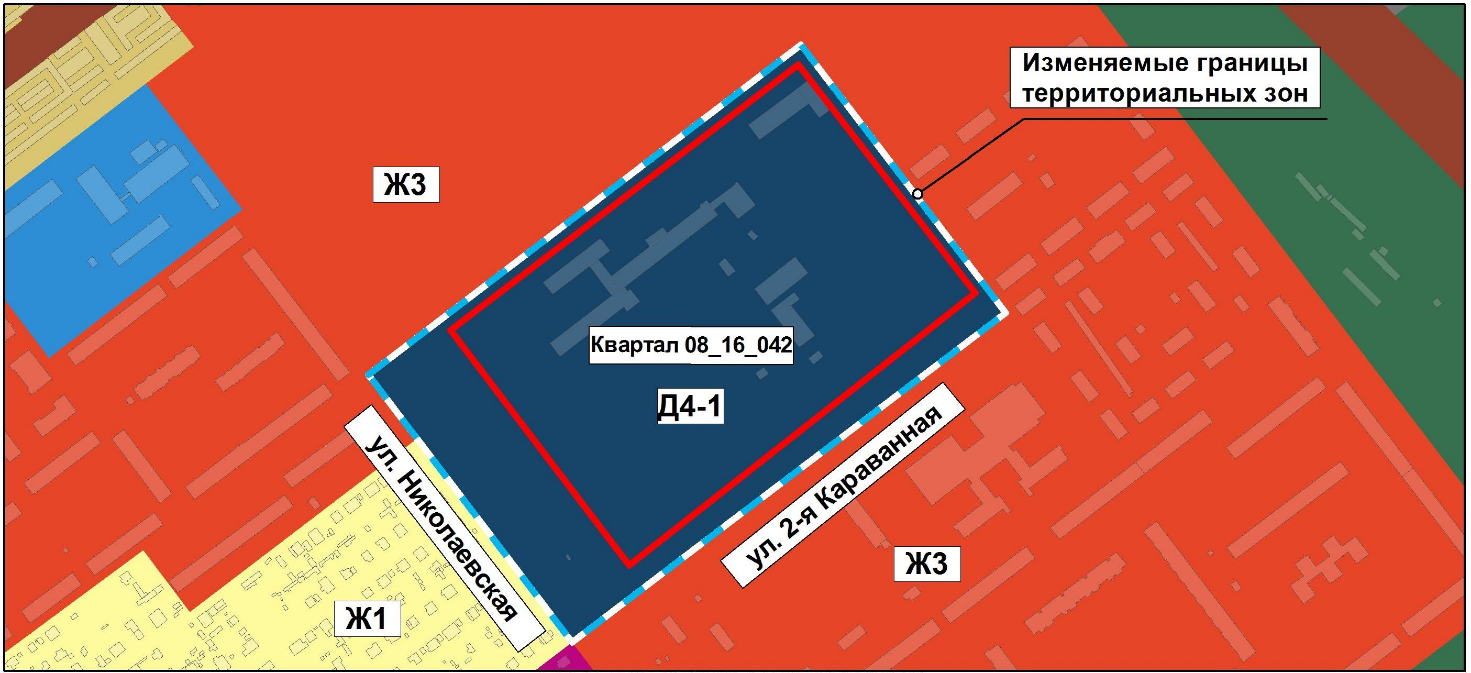 Изменяемые границы
территориальных зон
Ж3
Квартал 08_16_042
Д4-1
ул. Николаевская
ул. 2-я Караванная
Ж3
Ж1